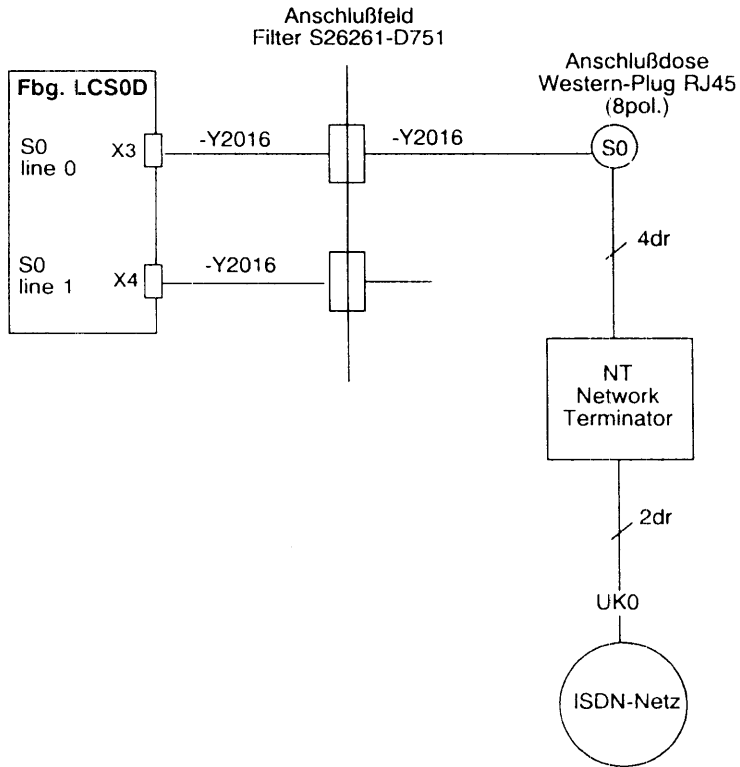 Anschlußfeld
Filter S26261-D751
Anschlußdose
Western-Plug RJ45
(8pol.)
Fbg. LCS0D
S0
line 0
X3
-Y2016
-Y2016
S0
4dr
S0
line 1
X4
-Y2016
NT
Network
Terminator
2dr
UK0
ISDN-Netz